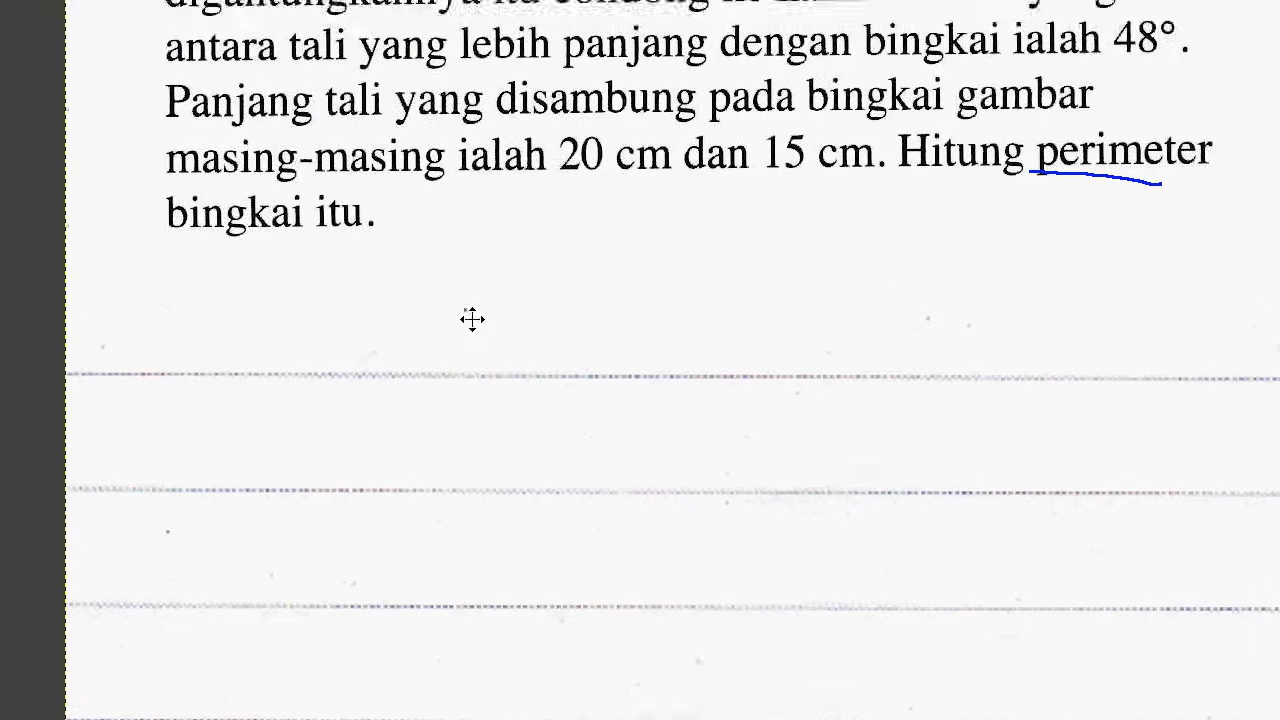 antara tali yang lebih panjang dengan bingkai ialah 48°.
Panjang tali yang disambung pada bingkai gambar
masing-masing ialah 20 cm dan 15 cm. Hitung perimeter
bingkai itu.